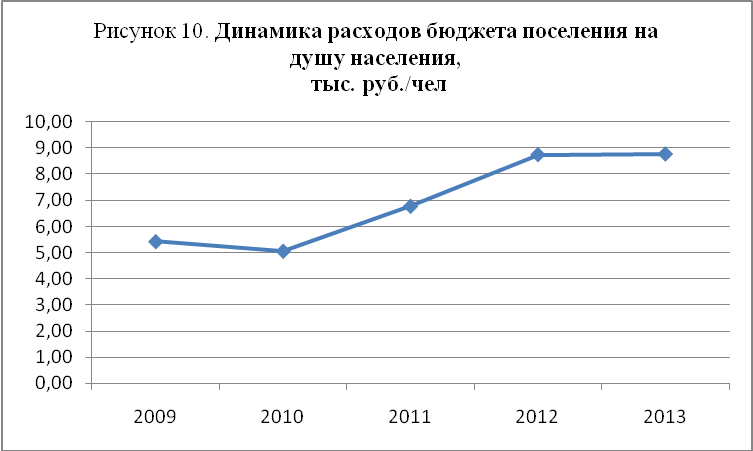 Рисунок 10. Динамика расходов бюджета поселения на
душу населения,
тыс. руб./чел
10,00
9,00
8,00
7,00
6,00
5,00
4,00
3,00
2,00
1,00
0,00
2009 2010 2011 2012 2013